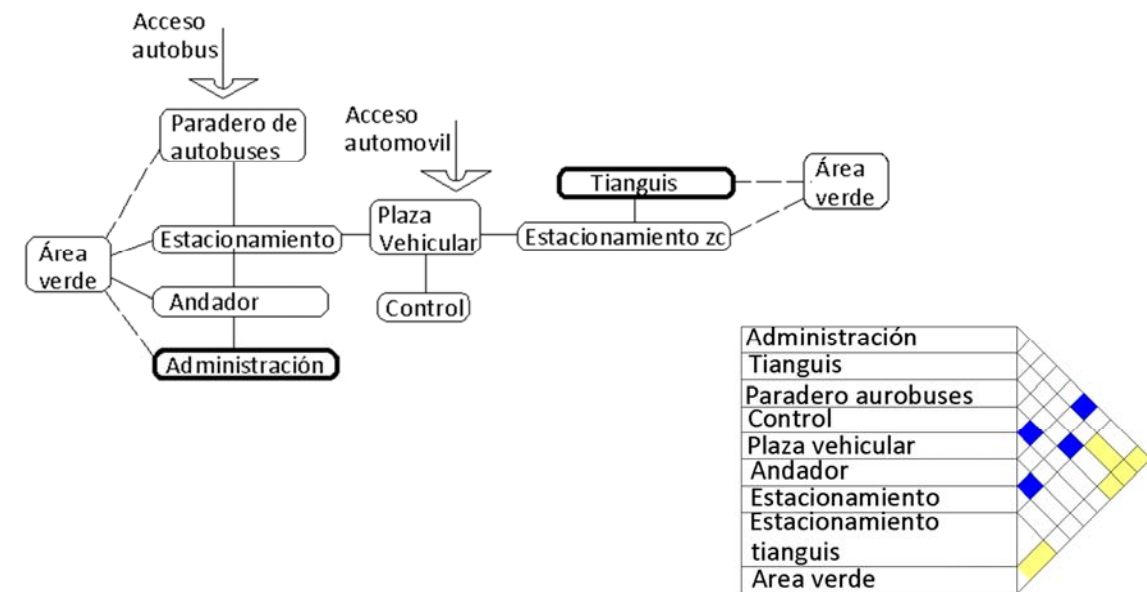 Acceso
autobus
Paradero de
autobuses
Acceso
automovil
Tianguis
Área
verde
Plaza
Vehicular
Estacionamiento
Estacionamiento zc
Área
verde
Andador
Control
Administración
Administración
Tianguis
Paradero aurobuses
Control
Plaza vehicular
Andador
Estacionamiento
Estacionamiento
tianguis
Area verde